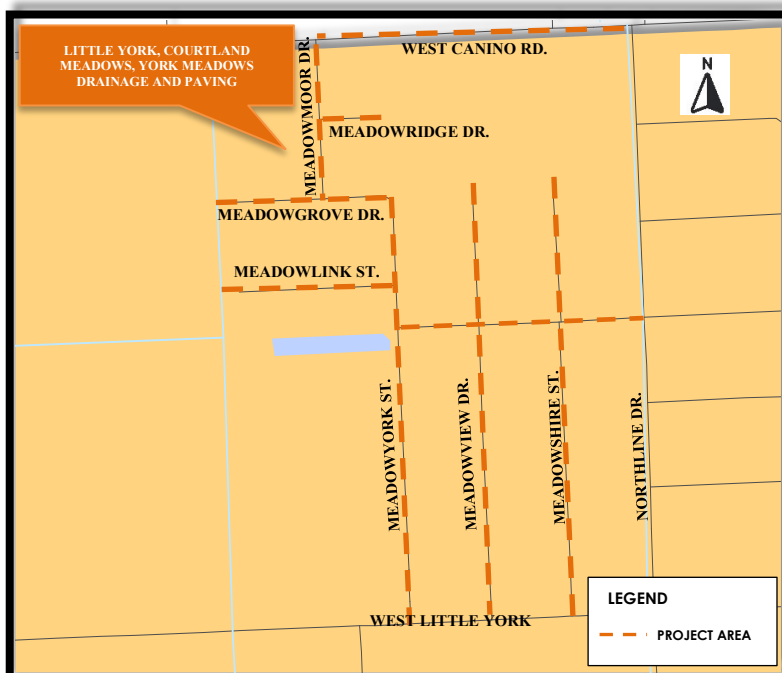 LITTLE YORK, COURTLAND
MEADOWS, YORK MEADOWS
DRAINAGE AND PAVING
WEST CANINO RD.
N
MEADOWMOOR DR.
MEADOWRIDGE DR.
MEADOWGROVE DR.
MEADOWLINK ST.
MEADOWYORK ST.
MEADOWVIEW DR.
MEADOWSHIRE ST.
NORTHLINE DR.
WEST LITTLE YORK
LEGEND
PROJECT AREA